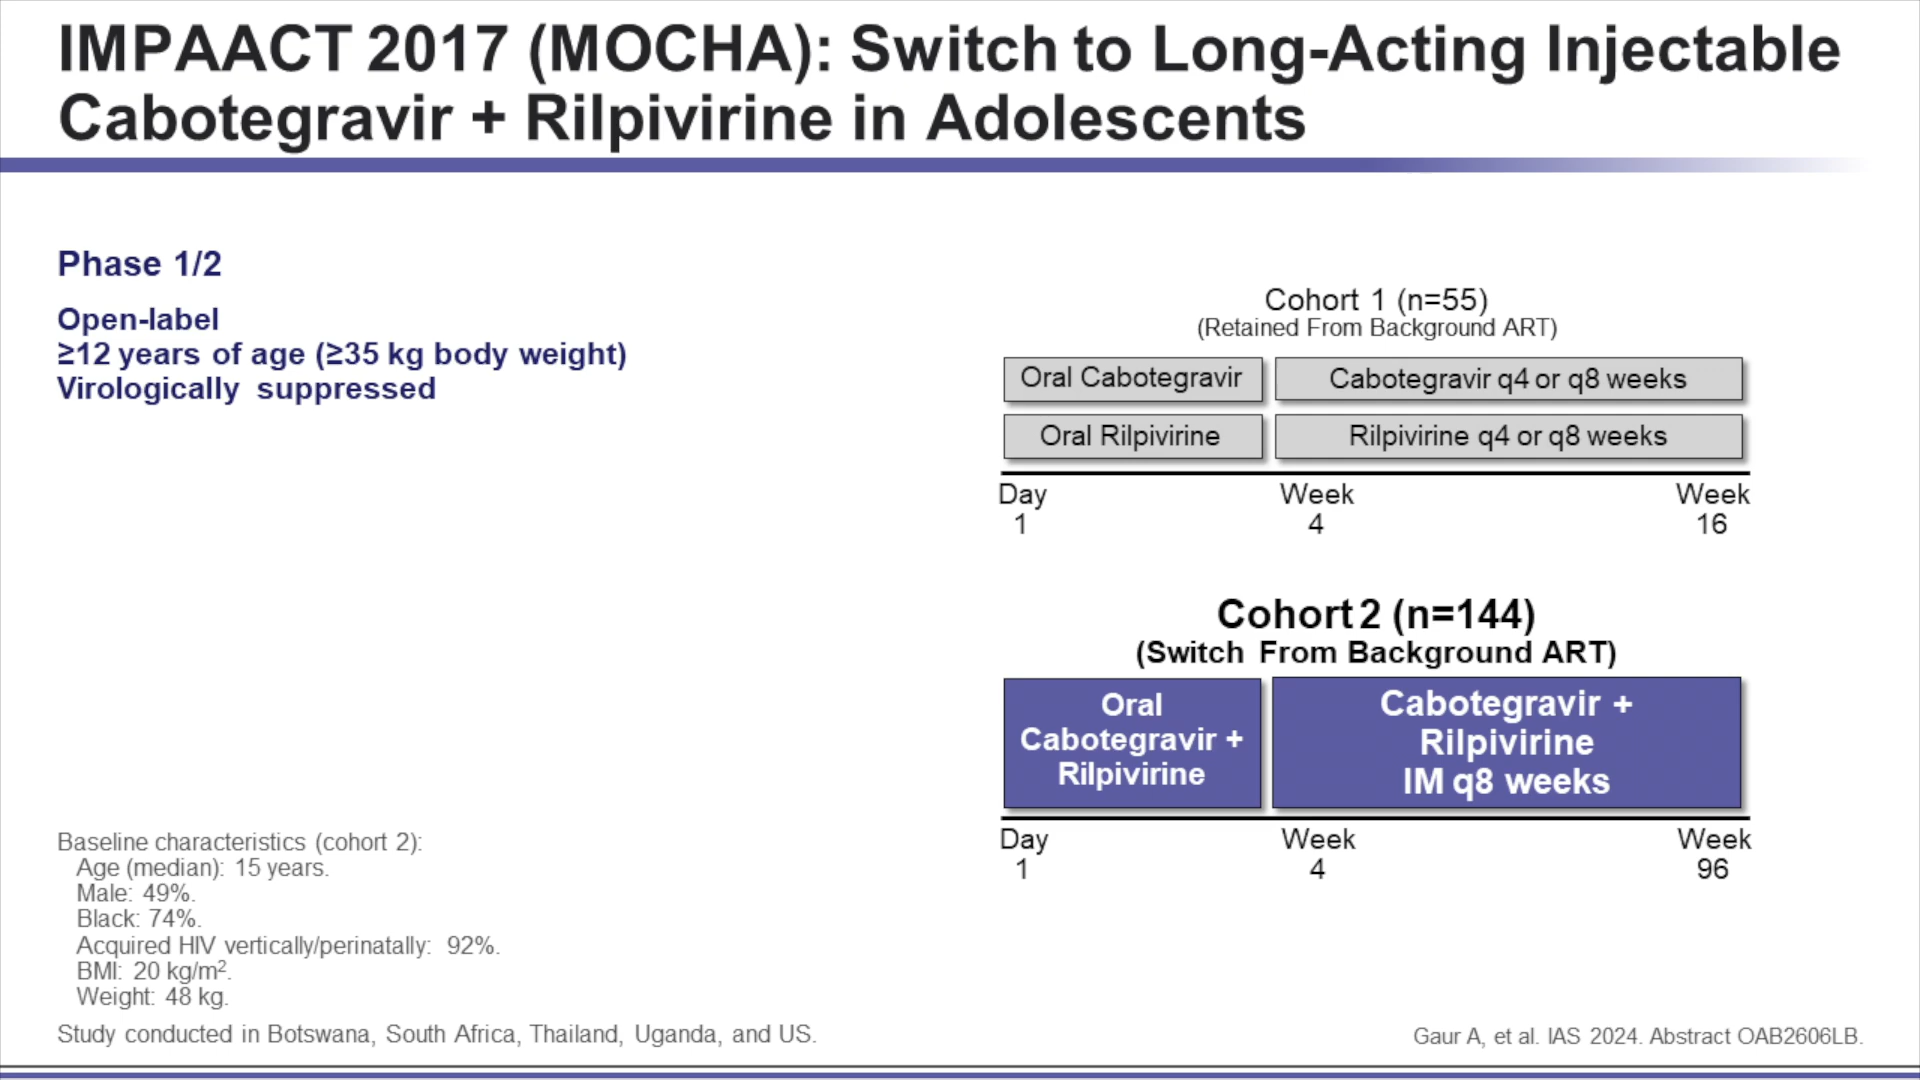 IMPAACT 2017 (MOCHA): Switch to Long-Acting Injectable
Cabotegravir + Rilpivirine in Adolescents
Phase 1/2
Open-label
≥12 years of age (≥35 kg body weight)
Virologically suppressed
Cohort 1 (n=55)
(Retained From Background ART)
Oral Cabotegravir
Cabotegravir q4 or q8 weeks
Oral Rilpivirine
Rilpivirine q4 or q8 weeks
Day
1
Week
4
Week
16
Cohort 2 (n=144)
(Switch From Background ART)
Oral
Cabotegravir +
Rilpivirine
Cabotegravir +
Rilpivirine
IM q8 weeks
Day
1
Week
4
Week
96
Baseline characteristics (cohort 2):
Age (median): 15 years.
Male: 49%.
Black: 74%.
Acquired HIV vertically/perinatally: 92%.
BMI: 20 kg/m².
Weight: 48 kg.
Study conducted in Botswana, South Africa, Thailand, Uganda, and US.
Gaur A, et al. IAS 2024. Abstract OAB2606LB.